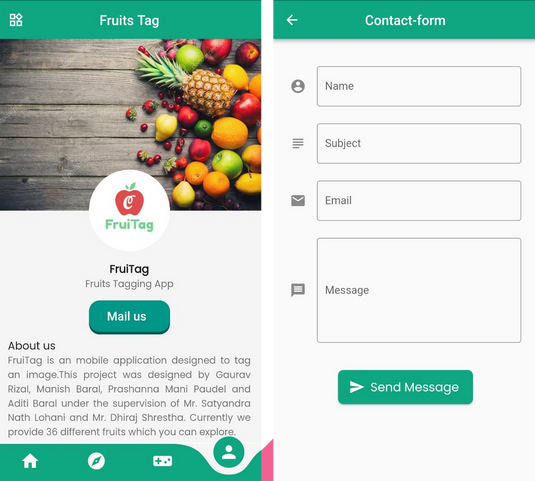 Fruits Tag
FruiTag
FruiTag
Fruits Tagging App
Mail us
About us
FruiTag is an mobile application designed to tag
an image.This project was designed by Gaurav
Rizal, Manish Baral, Prashanna Mani Paudel and
Aditi Baral under the supervision of Mr. Satyandra
Nath Lohani and Mr. Dhiraj Shrestha. Currently we
provide 36 different fruits which you can explore.
Contact-form
Name
Subject
Email
Message
Send Message